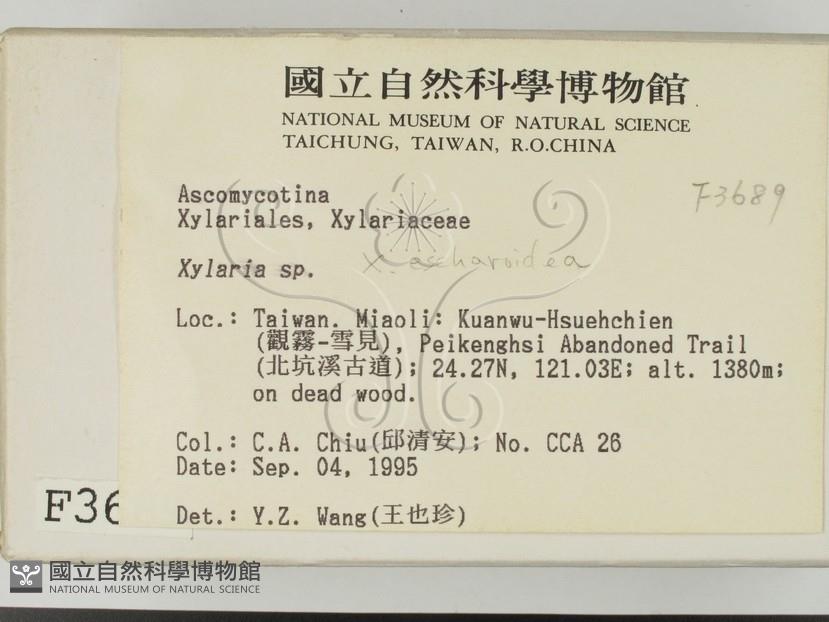 國立自然科學博物館
NATIONAL MUSEUM OF NATURAL SCIENCE
TAICHUNG, TAIWAN, R.O.CHINA
F3689
Ascomycotina
Xylariales, Xylariaceae
Xylaria sp. X.
Loc.: Taiwan. Miaoli: Kuanwu-Hsuehchien
(觀霧-雪見), Peikenghsi Abandoned Trail
(北坑溪古道); 24.27N, 121.03E; alt. 1380m;
on dead wood.
Col.: C.A. Chiu(邱清安); No. CCA 26
Date: Sep. 04, 1995
Det.: Y.Z. Wang(王也珍)
F36
國立自然科學博物館
NATIONAL MUSEUM OF NATURAL SCIENCE